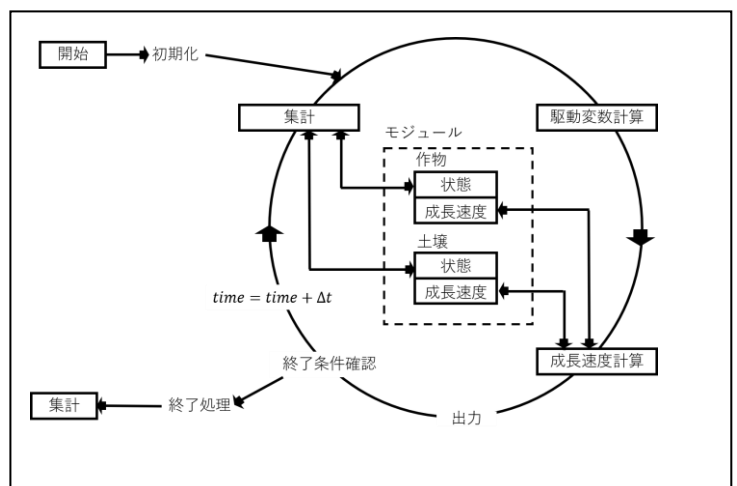 開始
初期化
集計
駆動変数計算
モジュール
作物
状態
成長速度
土壌
状態
成長速度
time = time + Δt
終了条件確認
成長速度計算
集計
終了処理
出力